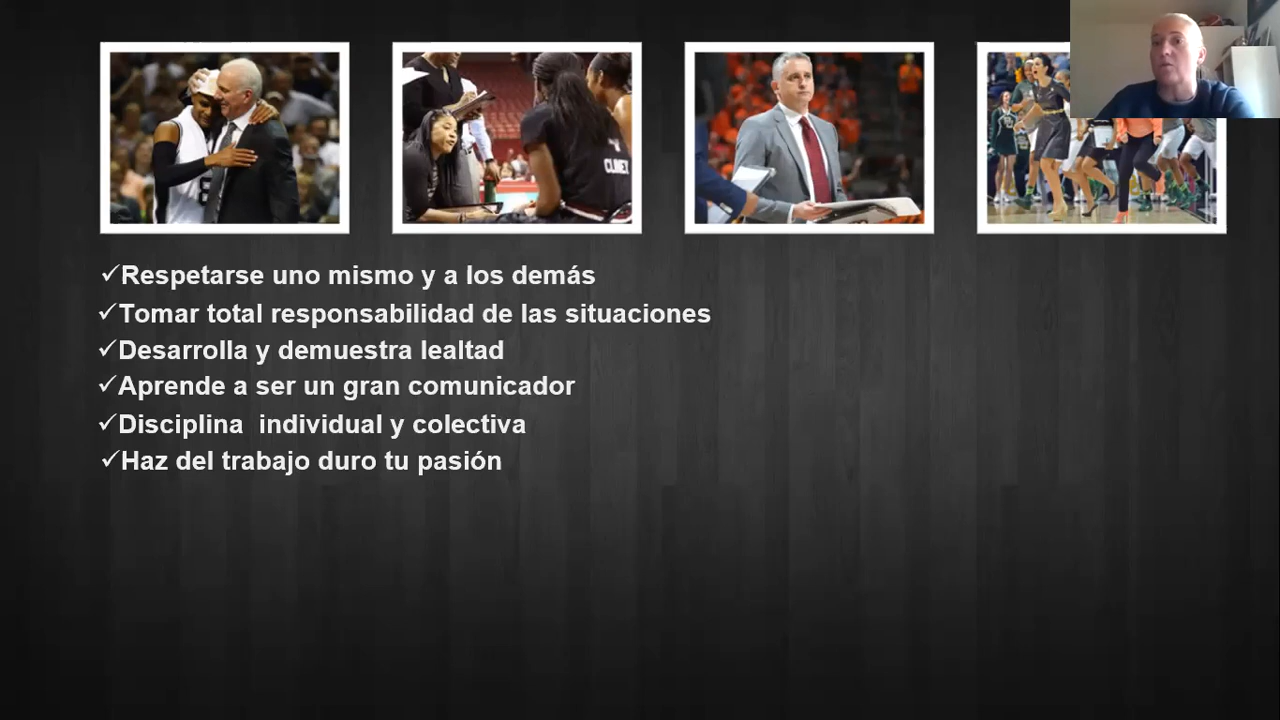 ✓Respetarse uno mismo y a los demás
✓Tomar total responsabilidad de las situaciones
✓Desarrolla y demuestra lealtad
✓Aprende a ser un gran comunicador
✓Disciplina  individual y colectiva
✓Haz del trabajo duro tu pasión